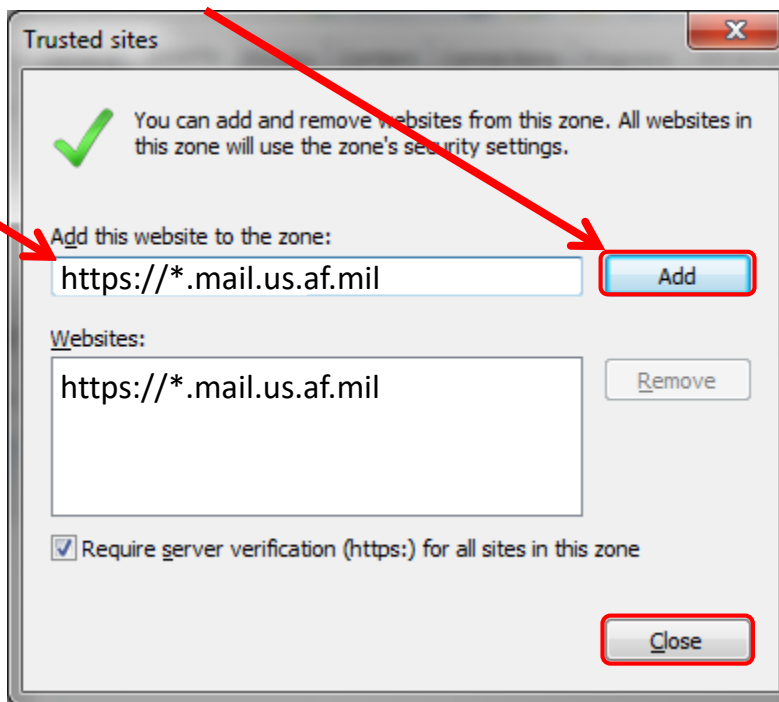 Trusted sites
You can add and remove websites from this zone. All websites in
this zone will use the zone's security settings.
Add this website to the zone:
https://*.mail.us.af.mil
Add
Websites:
https://*.mail.us.af.mil
Remove
Require server verification (https:) for all sites in this zone
Close